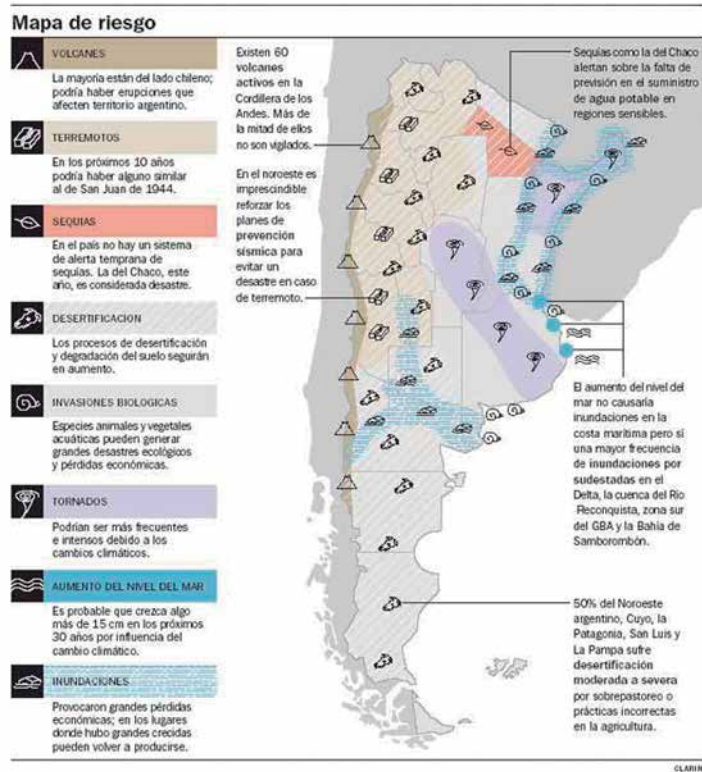 Mapa de riesgo
VOLCANES
La mayoría están del lado chileno;
podría haber erupciones que
afecten territorio argentino.
TERREMOTOS
En los próximos 10 años
podría haber alguno similar
al de San Juan de 1944.
SEQUIAS
En el país no hay un sistema
de alerta temprana de
sequías. La del Chaco, este
año, es considerada desastre.
DESERTIFICACION
Los procesos de desertificación
y degradación del suelo seguirán
en aumento.
INVASIONES BIOLOGICAS
Especies animales y vegetales
acuáticas pueden generar
grandes desastres ecológicos
y pérdidas económicas.
TORNADOS
Podrían ser más frecuentes
e intensos debido a los
cambios climáticos.
AUMENTO DEL NIVEL DEL MAR
Es probable que crezca algo
más de 15 cm en los próximos
30 años por influencia del
cambio climático.
INUNDACIONES
Provocaron grandes pérdidas
económicas; en los lugares
donde hubo grandes crecidas
pueden volver a producirse.
Existen 60
volcanes
activos en la
Cordillera de los
Andes. Más de
la mitad de ellos
no son vigilados.
En el noroeste es
imprescindible
reforzar los
planes de
prevención
sísmica para
evitar un
desastre en caso
de terremoto.
Sequías como la del Chaco
alertan sobre la falta de
previsión en el suministro
de agua potable en
regiones sensibles.
El aumento del nivel del
mar no causaría
inundaciones en la
costa marítima pero sí
una mayor frecuencia
de inundaciones por
sudestadas en el
Delta, la cuenca del Río
Reconquista, zona sur
del GBA y la Bahía de
Samborombón.
50% del Noroeste
argentino, Cuyo, la
Patagonia, San Luis y
La Pampa sufre
desertificación
moderada a severa
por sobrepastoreo o
prácticas incorrectas
en la agricultura.
CLARIN